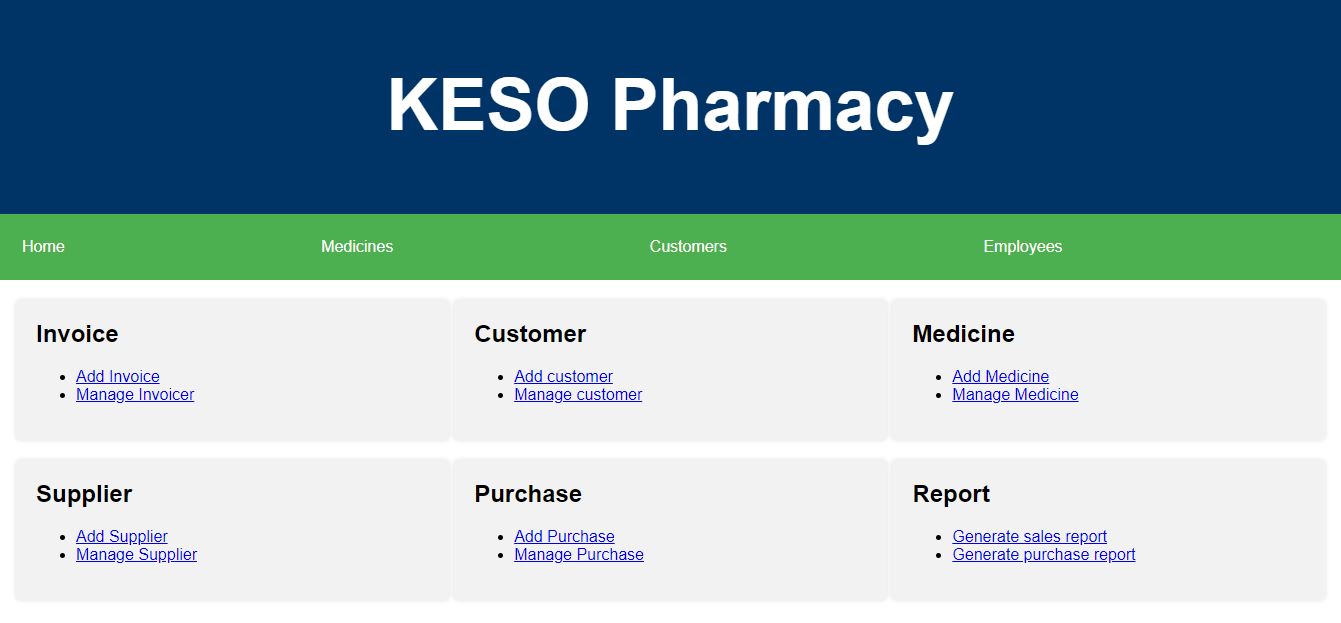 KESO Pharmacy
Home Medicines Customers Employees
Invoice
Add Invoice
Manage Invoicer
Customer
Add customer
Manage customer
Medicine
Add Medicine
Manage Medicine
Supplier
Add Supplier
Manage Supplier
Purchase
Add Purchase
Manage Purchase
Report
Generate sales report
Generate purchase report